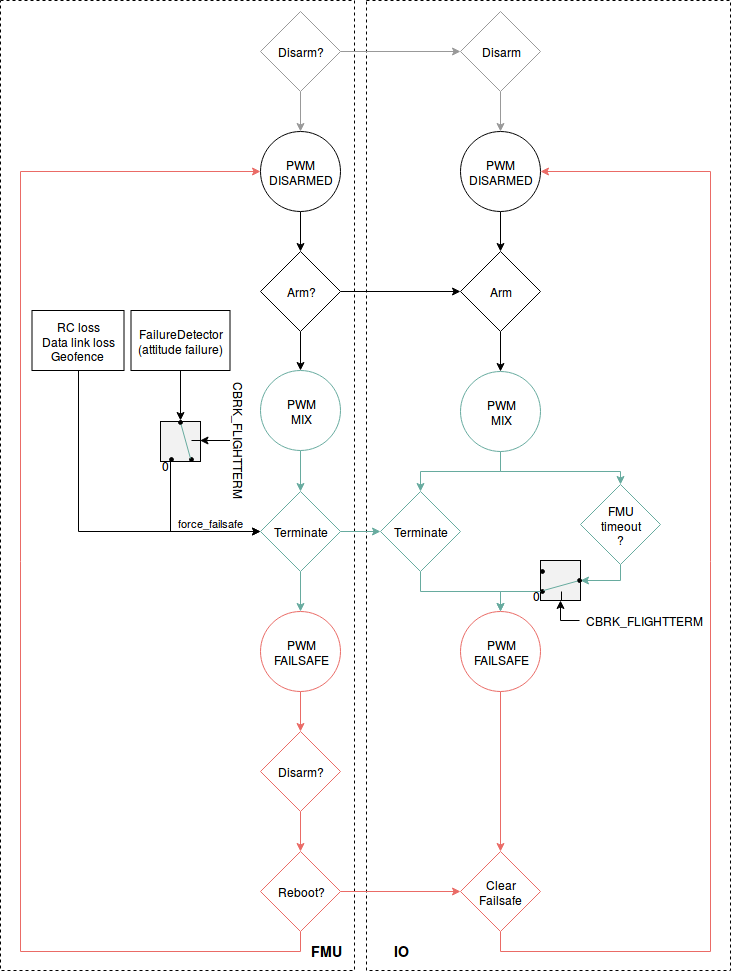 Disarm?
Disarm
PWM
DISARMED
PWM
DISARMED
Arm?
Arm
RC loss
Data link loss
Geofence
FailureDetector
(attitude failure)
CBRK_FLIGHTTERM
0
PWM
MIX
PWM
MIX
force_failsafe
Terminate
Terminate
FMU
timeout
?
0
CBRK_FLIGHTTERM
PWM
FAILSAFE
PWM
FAILSAFE
Disarm?
Reboot?
Clear
Failsafe
FMU
IO